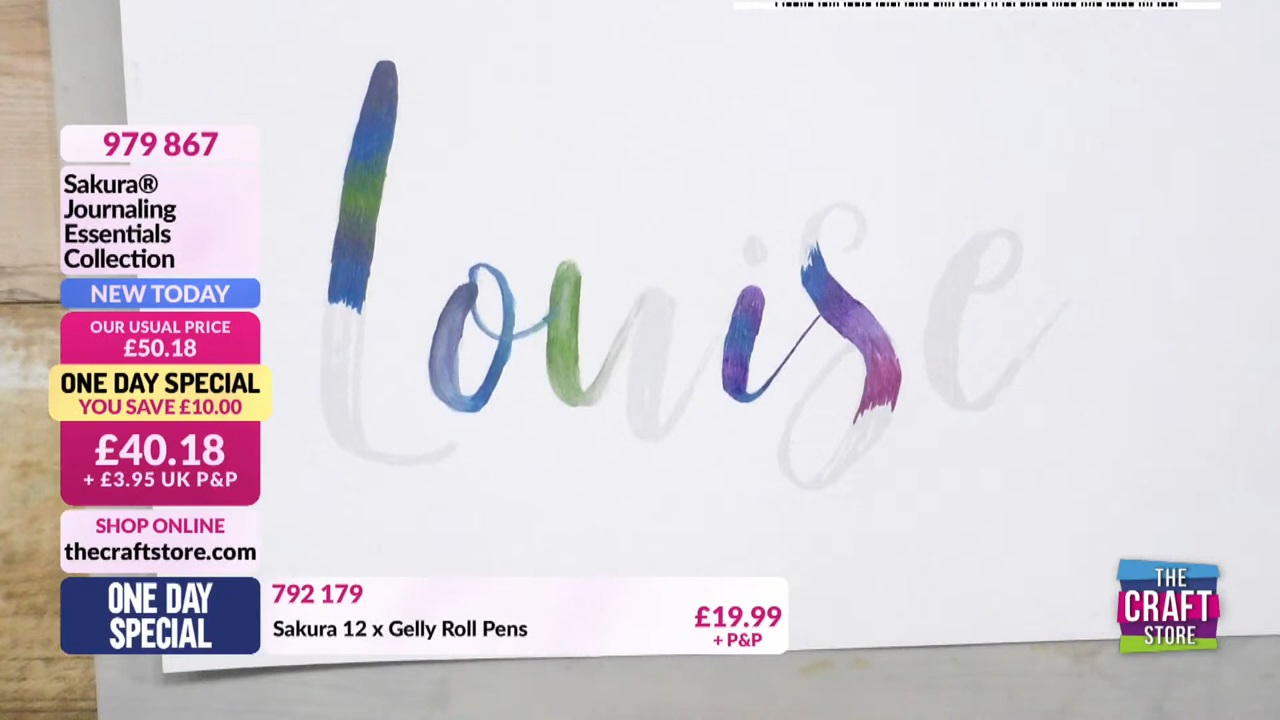 979 867
Sakura®
Journaling
Essentials
Collection
NEW TODAY
OUR USUAL PRICE
£50.18
ONE DAY SPECIAL
YOU SAVE £10.00
£40.18
+ £3.95 UK P&P
SHOP ONLINE
thecraftstore.com
ONE DAY
SPECIAL
792 179
Sakura 12 x Gelly Roll Pens
£19.99
+ P&P
Louise
THE
CRAFT
STORE